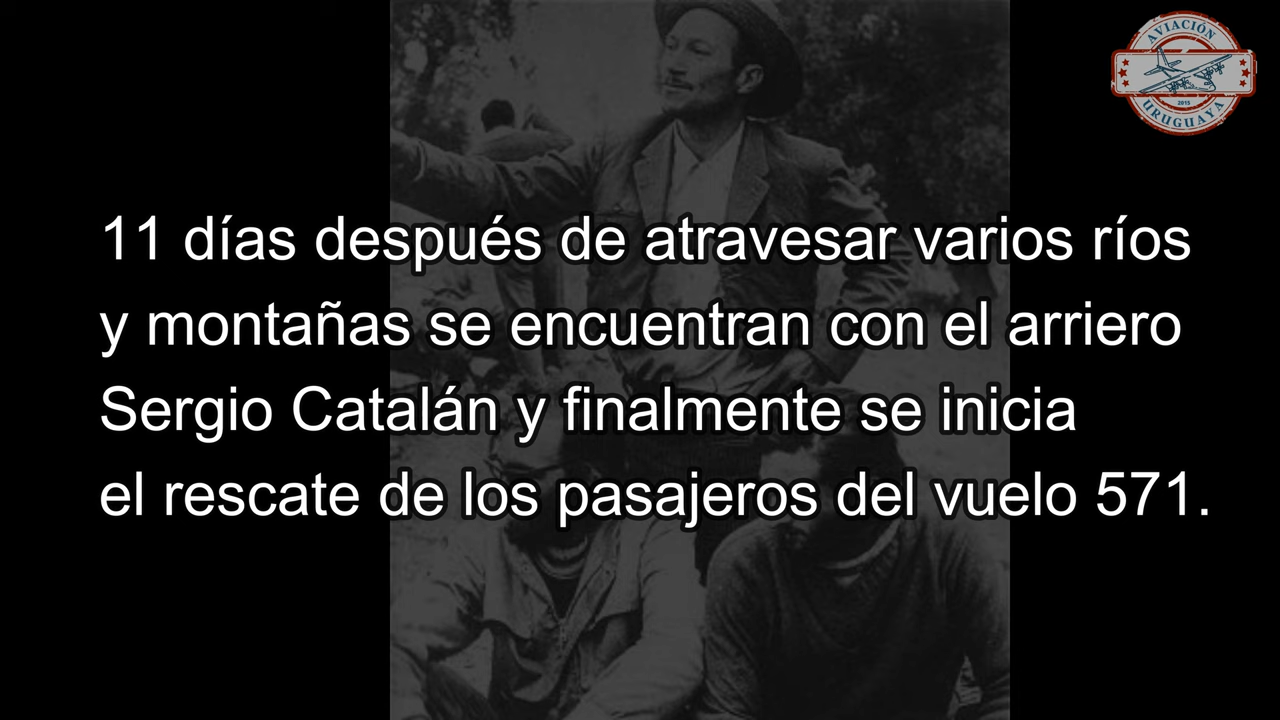 AVIACIÓN
2015
URUGUAYA
11 días después de atravesar varios ríos
y montañas se encuentran con el arriero
Sergio Catalán y finalmente se inicia
el rescate de los pasajeros del vuelo 571.